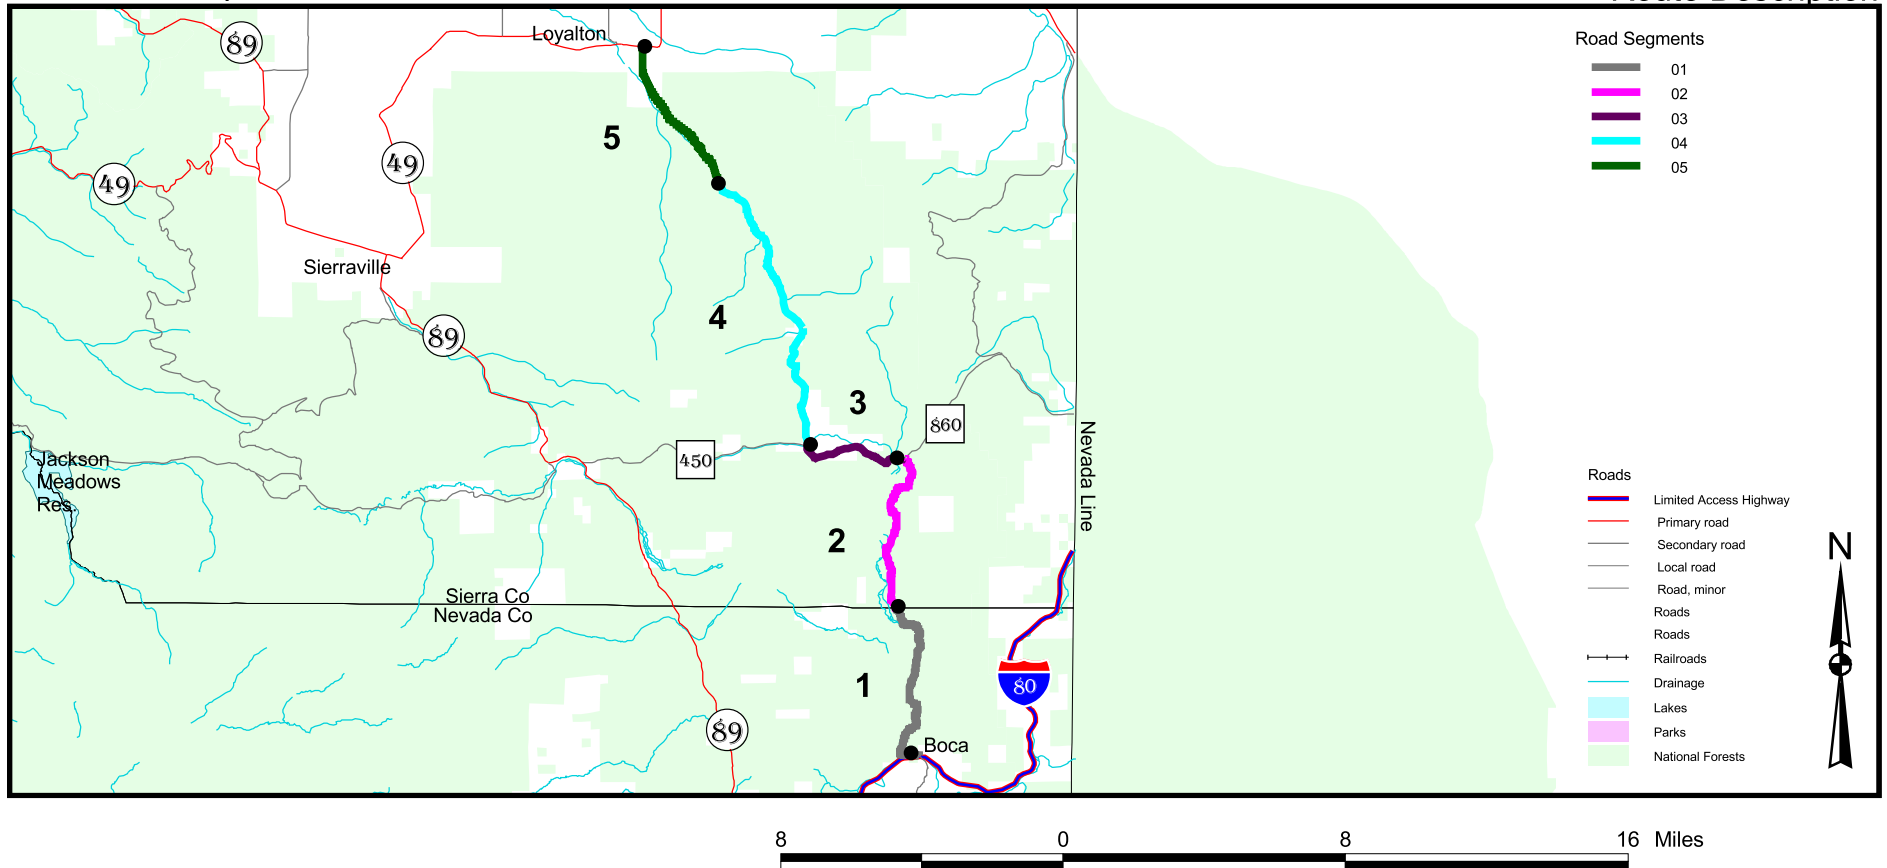 Route Description
Road Segments
01
02
03
04
05
Loyalton
89
49
49
5
Sierraville
89
4
3
860
450
Jackson
Meadows
Res.
Nevada Line
2
Sierra Co
Nevada Co
1
80
89
Boca
Roads
Limited Access Highway
Primary road
Secondary road
Local road
Road, minor
Roads
Roads
Railroads
Drainage
Lakes
Parks
National Forests
N
8 0 8 16 Miles